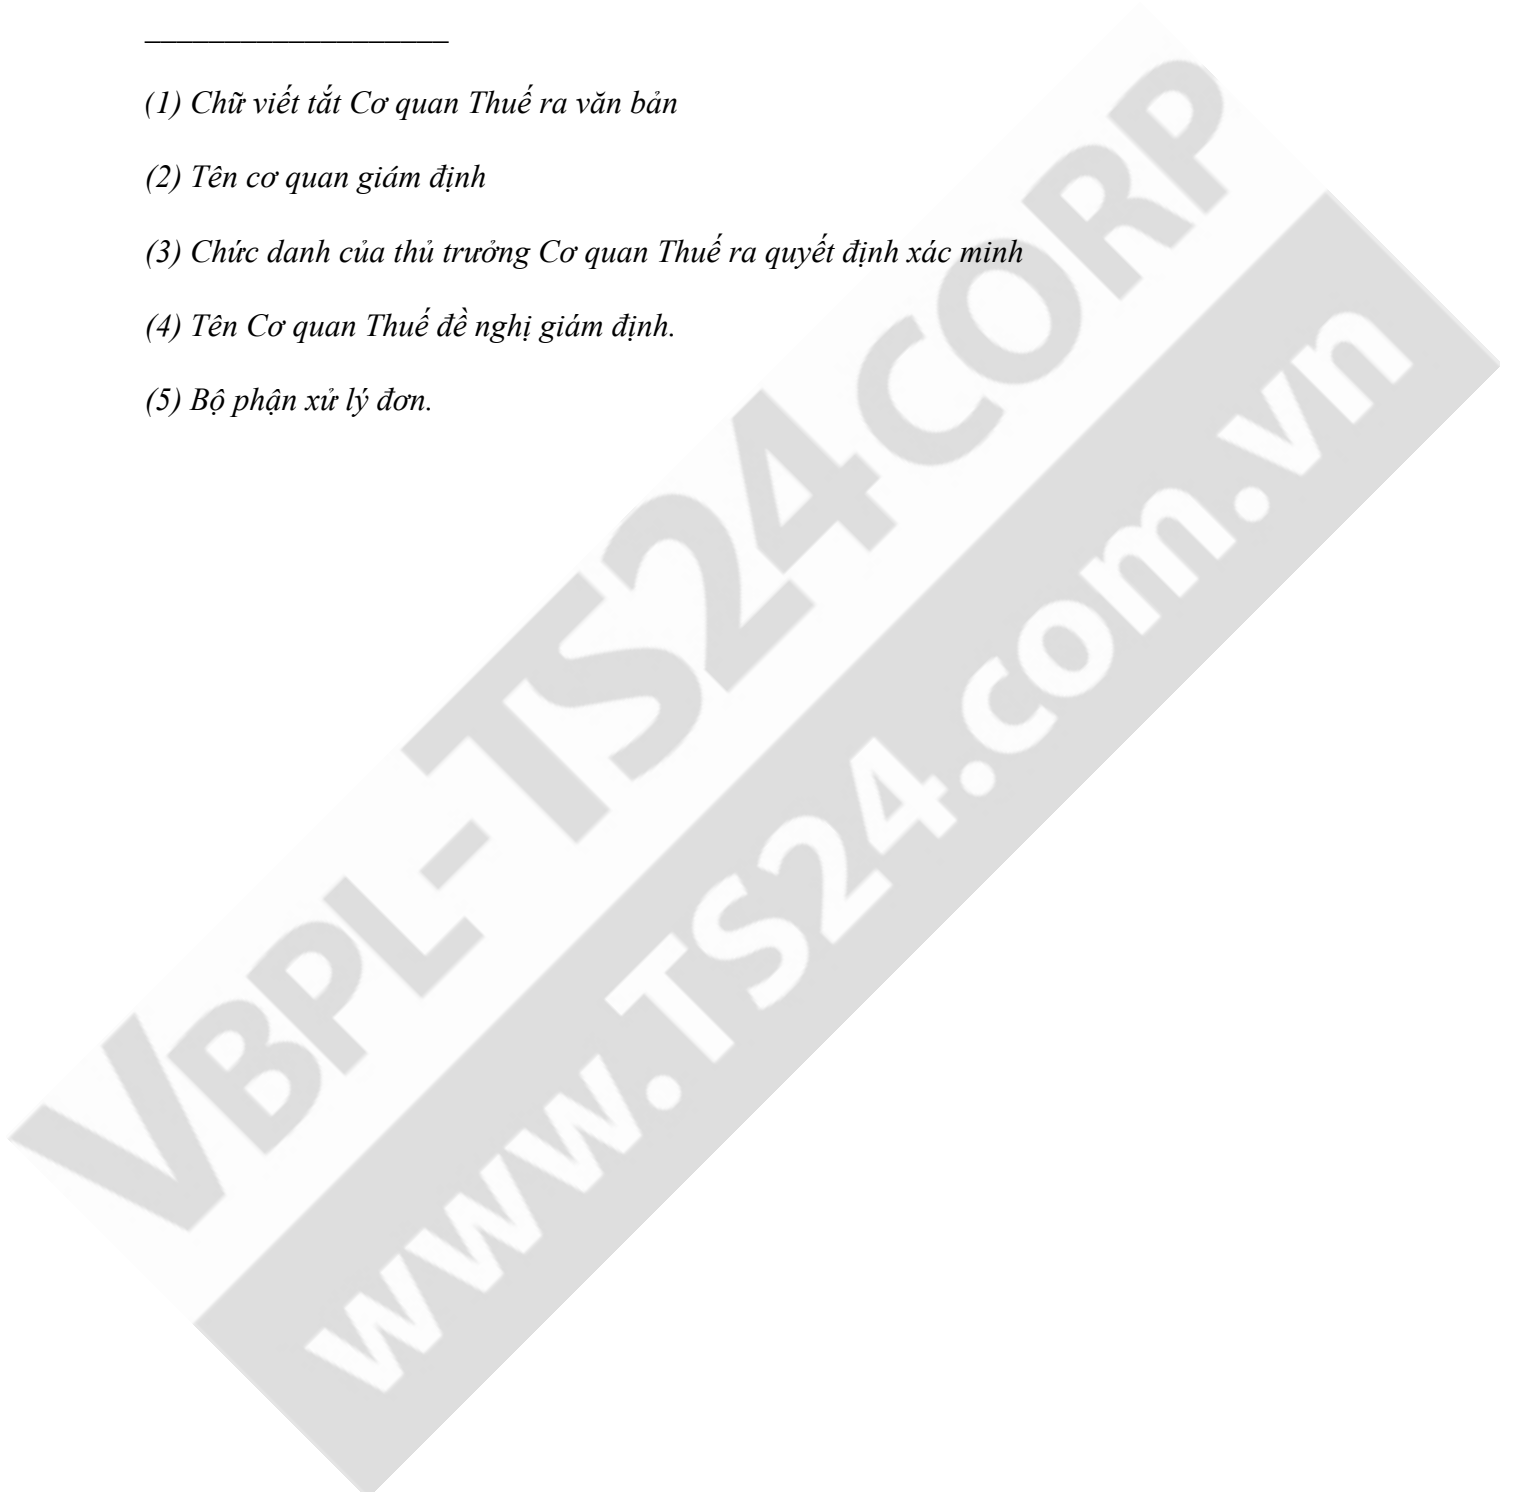 ___________________
(1) Chữ viết tắt Cơ quan Thuế ra văn bản
(2) Tên cơ quan giám định
(3) Chức danh của thủ trưởng Cơ quan Thuế ra quyết định xác minh
(4) Tên Cơ quan Thuế đề nghị giám định.
(5) Bộ phận xử lý đơn.
VBPL-TS24CORP
www.TS24.com.vn